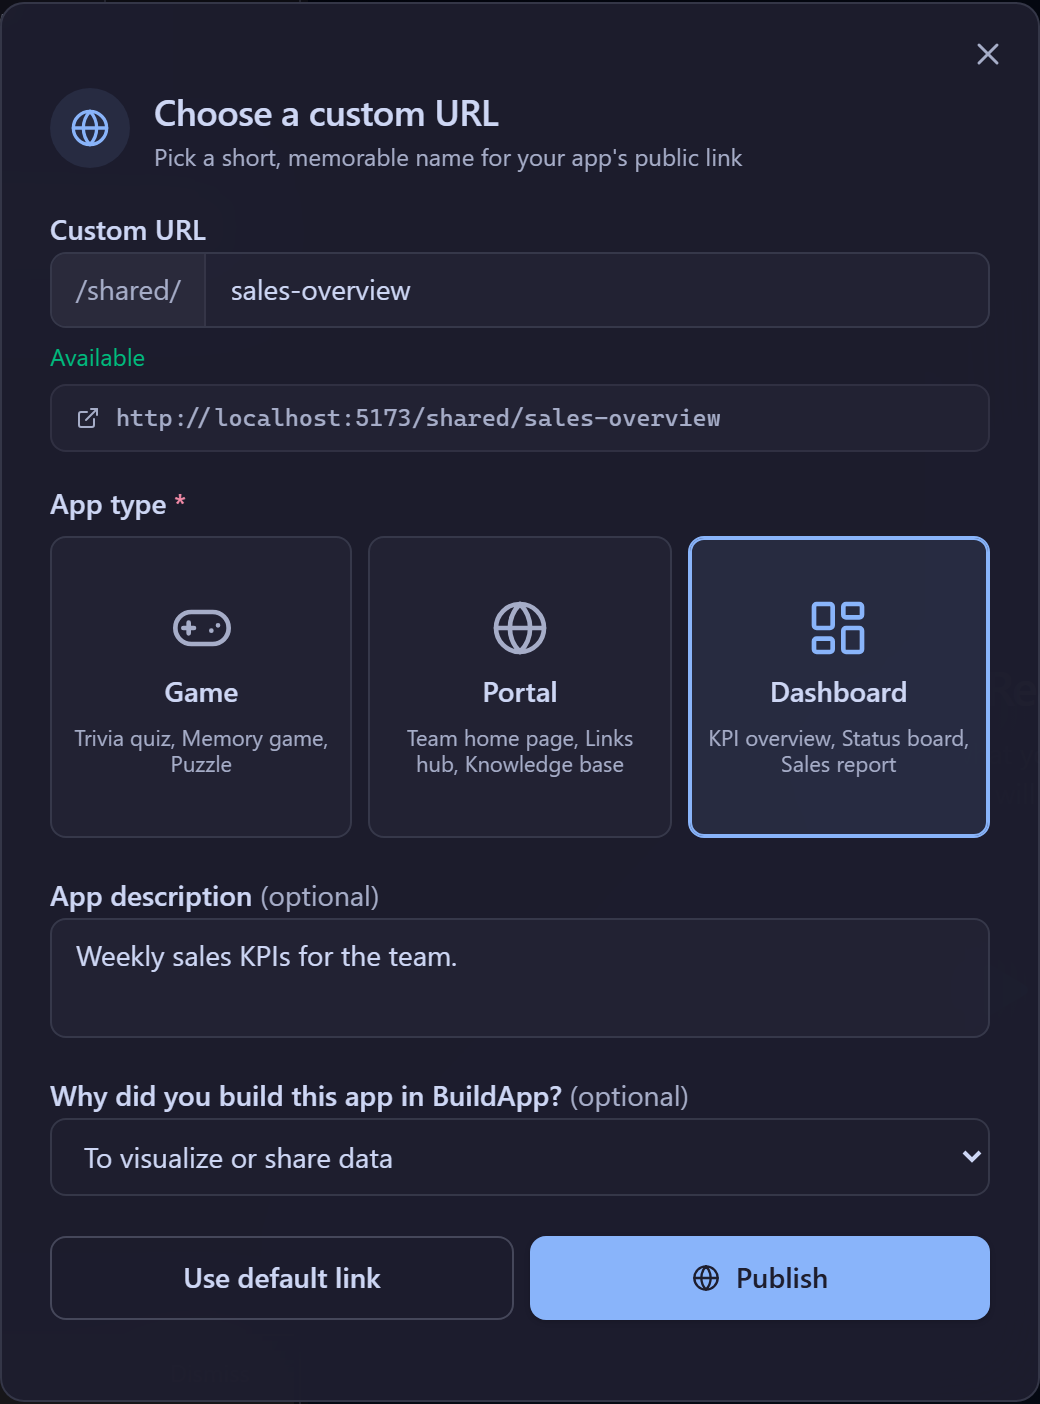 Choose a custom URL
Pick a short, memorable name for your app's public link
Custom URL
/shared/ sales-overview
Available
http://localhost:5173/shared/sales-overview
App type *
Game
Trivia quiz, Memory game,
Puzzle
Portal
Team home page, Links
hub, Knowledge base
Dashboard
KPI overview, Status board,
Sales report
App description (optional)
Weekly sales KPIs for the team.
Why did you build this app in BuildApp? (optional)
To visualize or share data
Use default link
Publish